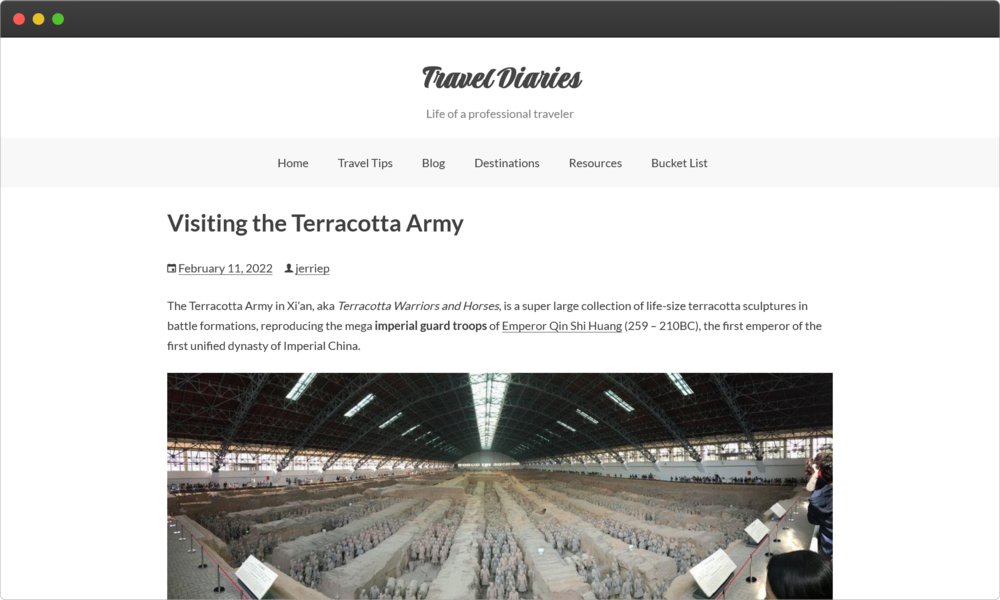 Travel Diaries
Life of a professional traveler
Home Travel Tips Blog Destinations Resources Bucket List
Visiting the Terracotta Army
February 11, 2022 jerriep
The Terracotta Army in Xi'an, aka Terracotta Warriors and Horses, is a super large collection of life-size terracotta sculptures in
battle formations, reproducing the mega imperial guard troops of Emperor Qin Shi Huang (259 – 210BC), the first emperor of the
first unified dynasty of Imperial China.